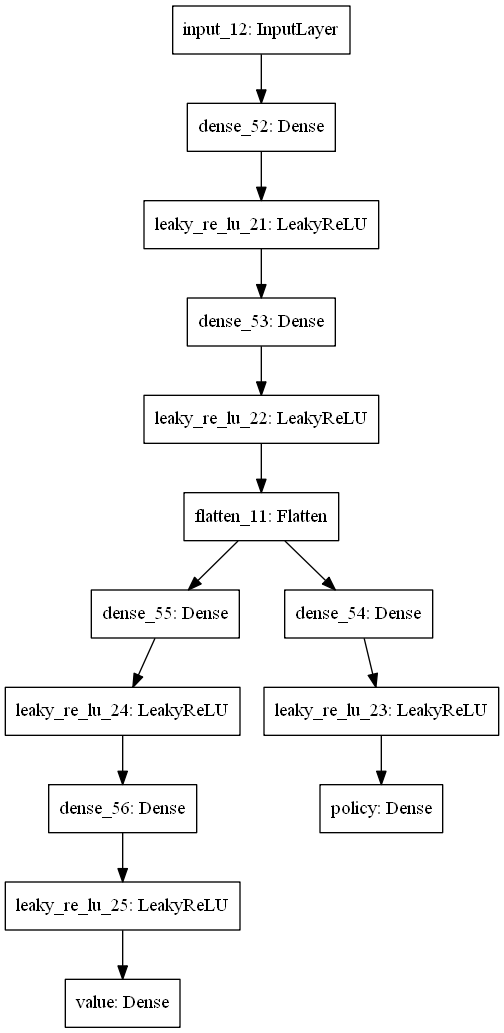 input_12: InputLayer
dense_52: Dense
leaky_re_lu_21: LeakyReLU
dense_53: Dense
leaky_re_lu_22: LeakyReLU
flatten_11: Flatten
dense_55: Dense
dense_54: Dense
leaky_re_lu_24: LeakyReLU
leaky_re_lu_23: LeakyReLU
dense_56: Dense
policy: Dense
leaky_re_lu_25: LeakyReLU
value: Dense